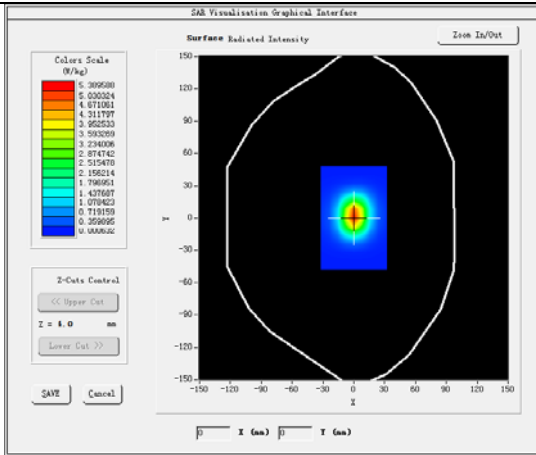 SAR Visualisation Graphical Interface
Surface Radiated Intensity
Zoom In/Out
Colors Scale
(W/kg)
5.389588
5.030324
4.671061
4.311797
3.952533
3.593269
3.234006
2.874742
2.515478
2.156214
1.796951
1.437687
1.078423
0.719159
0.359895
0.000632
Z-Cuts Control
<< Upper Cut
Z = 4.0 mm
Lower Cut >>
SAVE Cancel
150
120
90
60
30
0
-30
-60
-90
-120
-150
Y
-150 -120 -90 -60 -30 0 30 60 90 120 150
X
0 X (mm) 0 Y (mm)